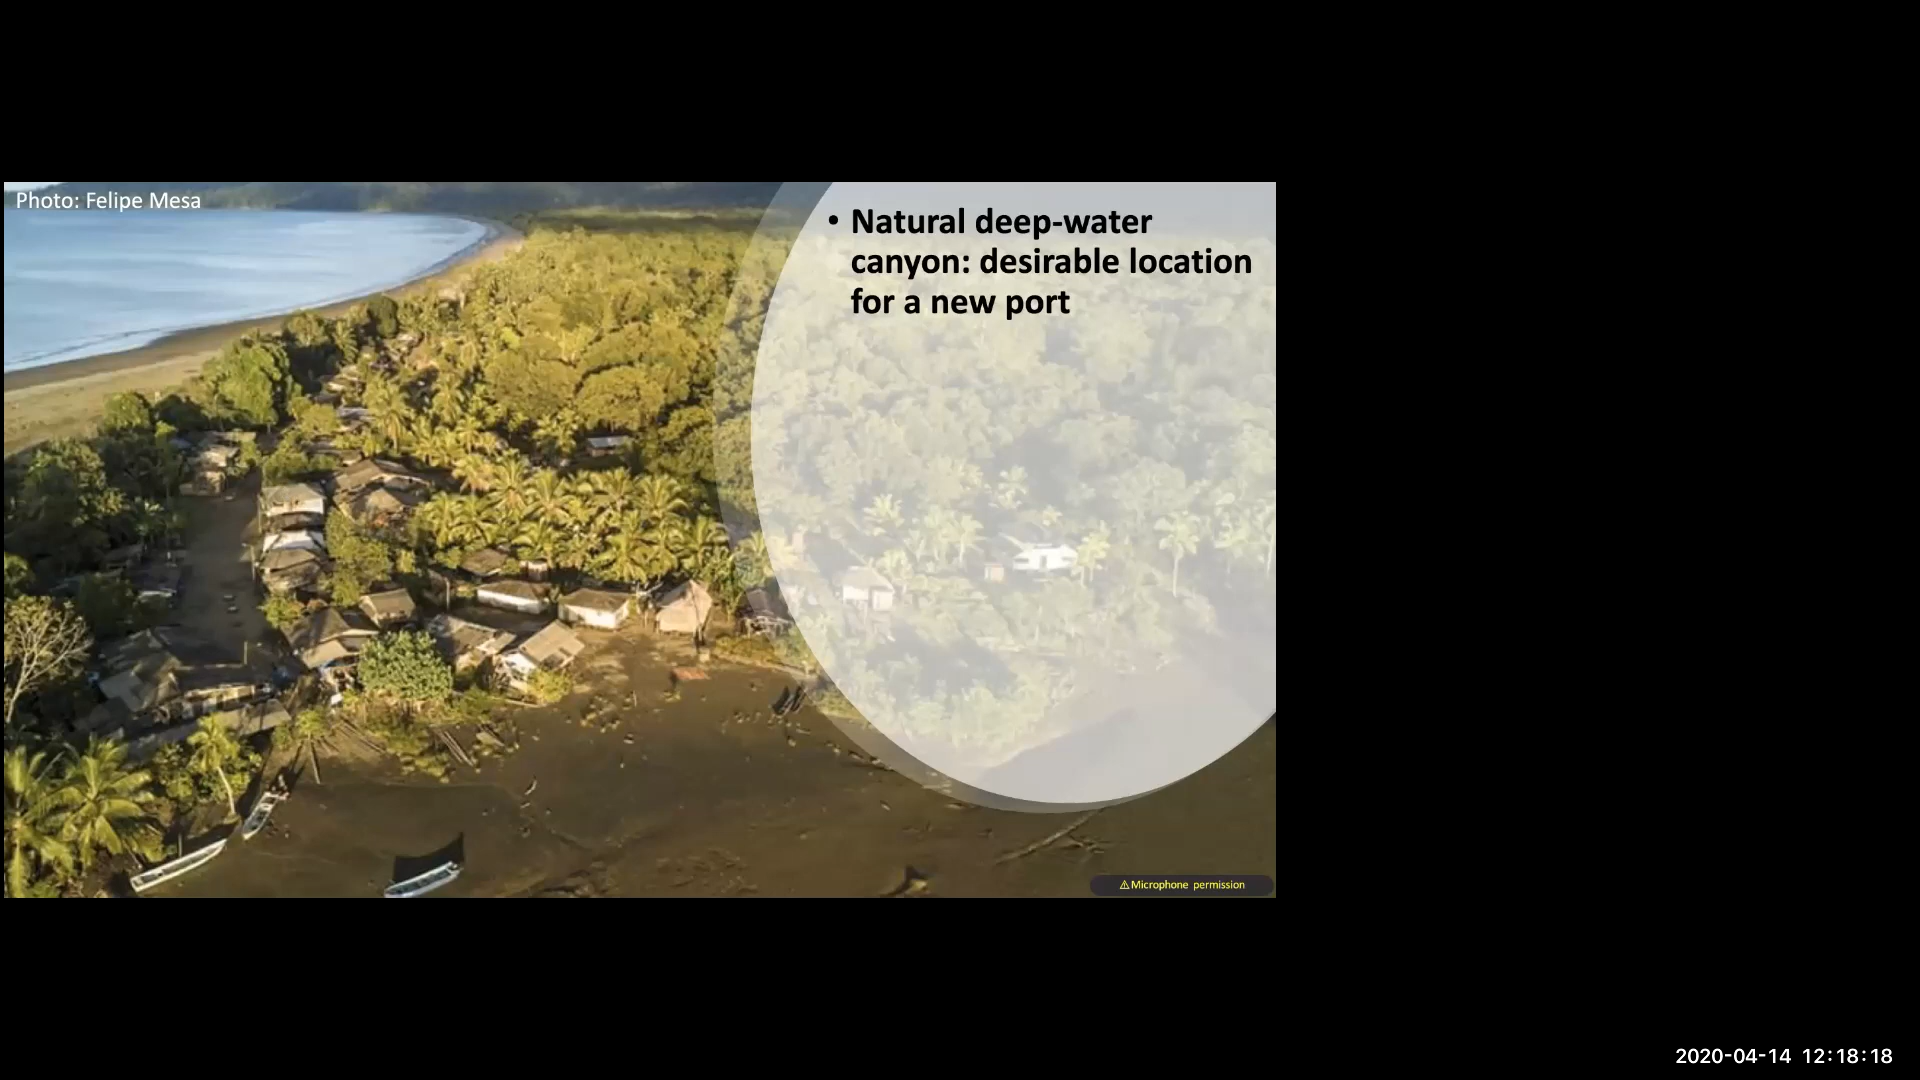 Photo: Felipe Mesa
• Natural deep-water
canyon: desirable location
for a new port
⚠Microphone permission
2020-04-14 12:18:18